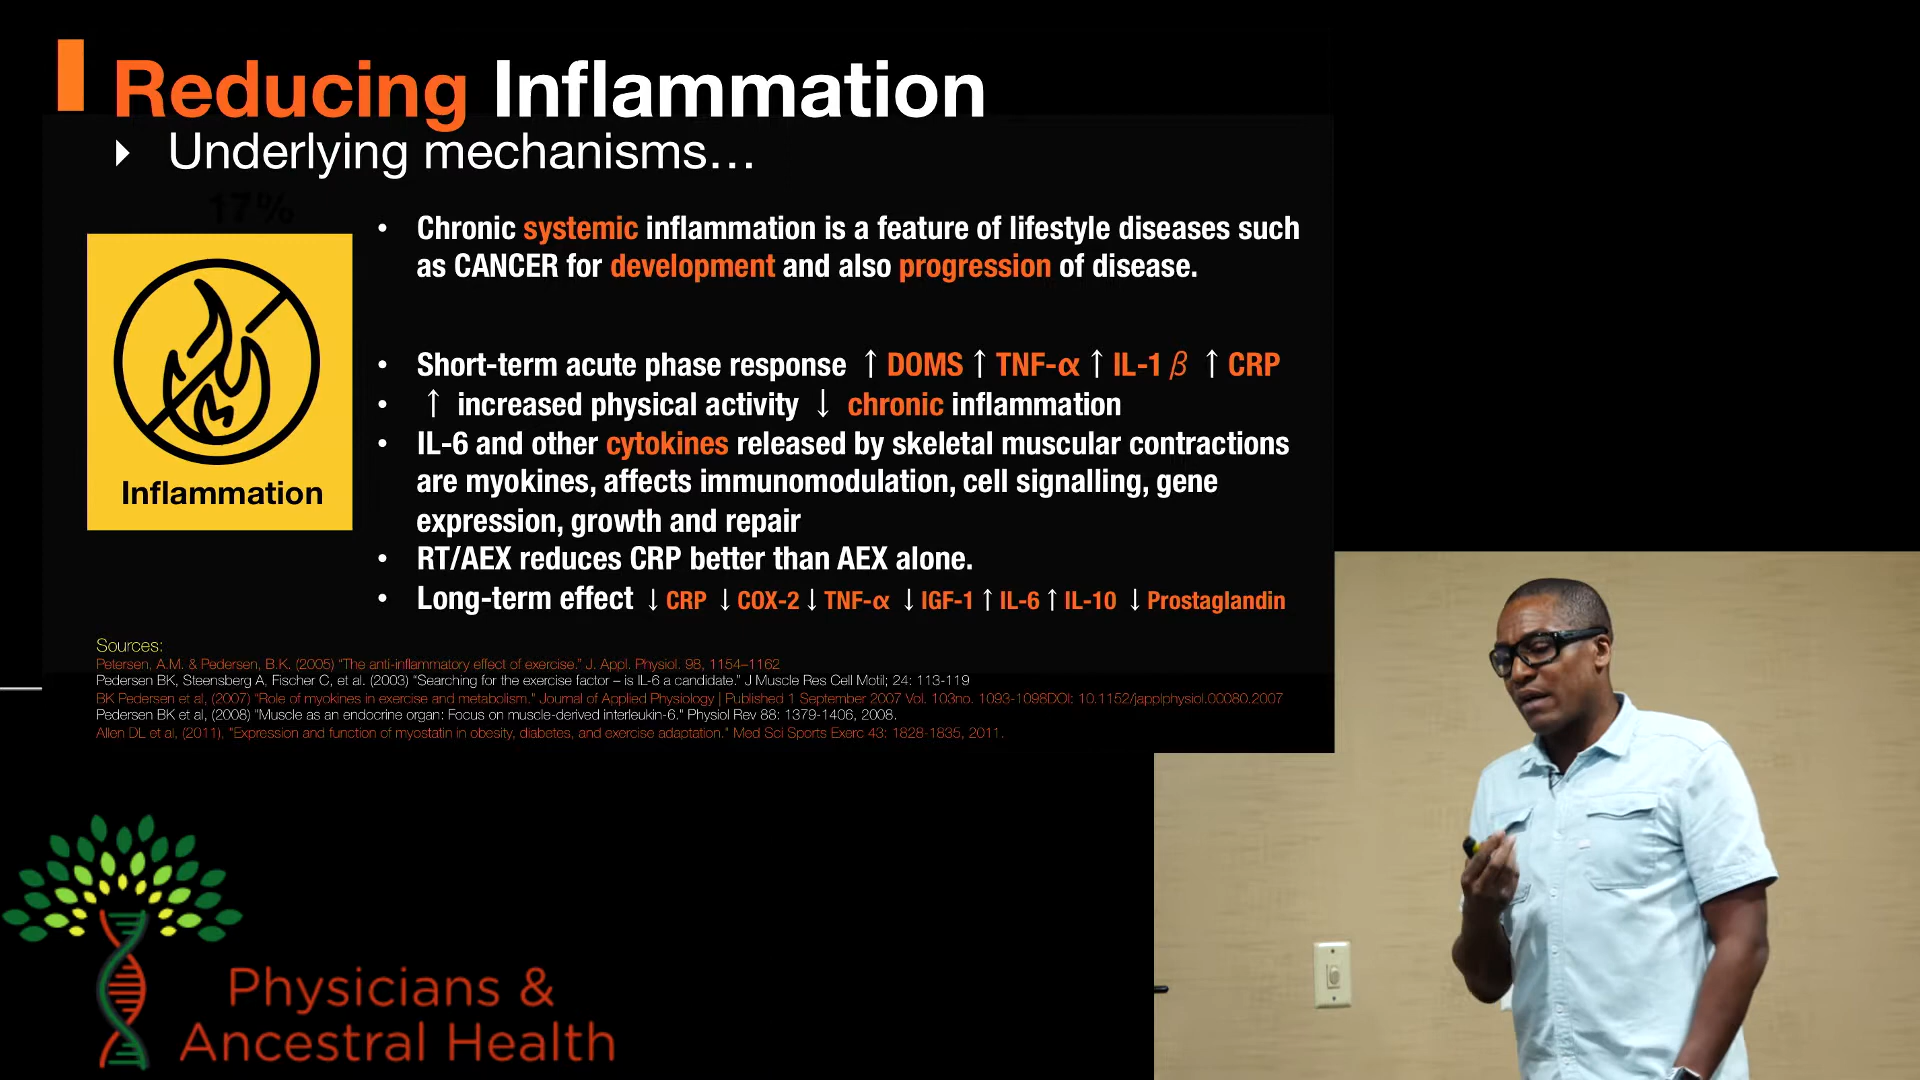 Reducing Inflammation
Underlying mechanisms...
17%
Inflammation
• Chronic systemic inflammation is a feature of lifestyle diseases such
as CANCER for development and also progression of disease.
• Short-term acute phase response ↑ DOMS ↑ TNF-α ↑ IL-1 β ↑ CRP
• ↑ increased physical activity ↓ chronic inflammation
• IL-6 and other cytokines released by skeletal muscular contractions
are myokines, affects immunomodulation, cell signalling, gene
expression, growth and repair
• RT/AEX reduces CRP better than AEX alone.
• Long-term effect ↓ CRP ↓ COX-2 ↓ TNF-α ↓ IGF-1 ↑ IL-6 ↑ IL-10 ↓ Prostaglandin
Sources:
Petersen, A.M. & Pedersen, B.K. (2005) "The anti-inflammatory effect of exercise." J. Appl. Physiol. 98, 1154–1162
Pedersen BK, Steensberg A, Fischer C, et al. (2003) "Searching for the exercise factor – is IL-6 a candidate." J Muscle Res Cell Motil; 24: 113-119
BK Pedersen et al, (2007) "Role of myokines in exercise and metabolism." Journal of Applied Physiology | Published 1 September 2007 Vol. 103no. 1093-1098DOI: 10.1152/japplphysiol.00080.2007
Pedersen BK et al, (2008) "Muscle as an endocrine organ: Focus on muscle-derived interleukin-6." Physiol Rev 88: 1379-1406, 2008.
Allen DL et al, (2011), "Expression and function of myostatin in obesity, diabetes, and exercise adaptation." Med Sci Sports Exerc 43: 1828-1835, 2011.
Physicians &
Ancestral Health